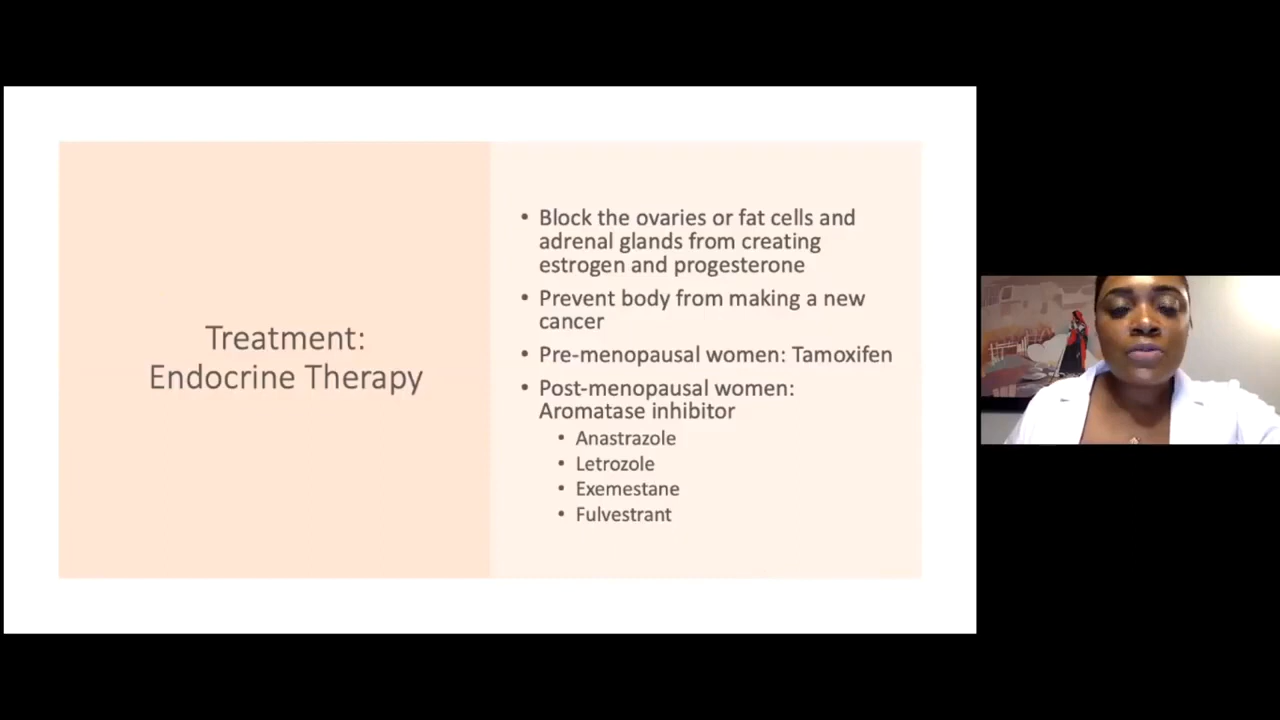 Treatment:
Endocrine Therapy
• Block the ovaries or fat cells and
adrenal glands from creating
estrogen and progesterone
• Prevent body from making a new
cancer
• Pre-menopausal women: Tamoxifen
• Post-menopausal women:
Aromatase inhibitor
• Anastrazole
• Letrozole
• Exemestane
• Fulvestrant